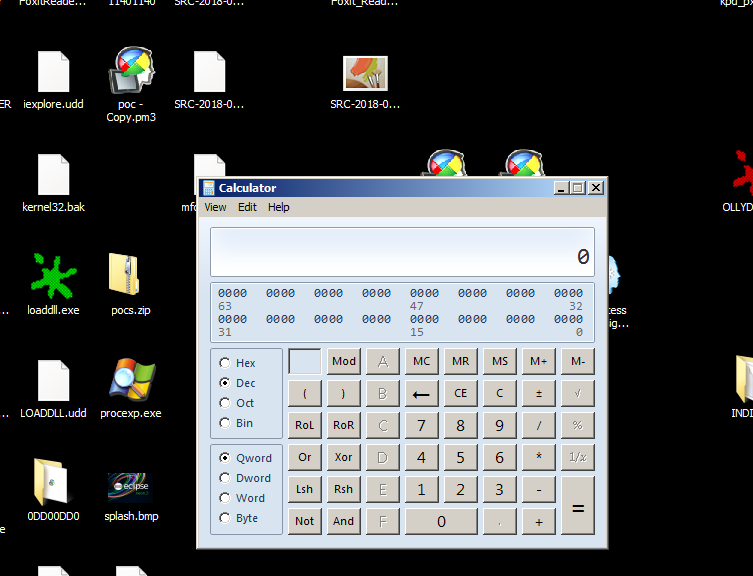 FoxitReade...
11401140
SRC-2018-0...
Foxit_Read...
ER
iexplore.udd
poc -
Copy.pm3
SRC-2018-0...
SRC-2018-0...
kernel32.bak
OLLYD
loaddll.exe
pocs.zip
LOADDLL.udd
procexp.exe
INDI
0DD00DD0
splash.bmp
eclipse
Calculator
View Edit Help
0
0000 0000 0000 0000 0000 0000 0000 0000
63 47 32
0000 0000 0000 0000 0000 0000 0000 0000
31 15 0
Hex
Dec
Oct
Bin
Qword
Dword
Word
Byte
Mod A MC MR MS M+ M-
( ) B ← CE C ± √
RoL RoR C 7 8 9 / %
Or Xor D 4 5 6 * 1/x
Lsh Rsh E 1 2 3 - =
Not And F 0 . +